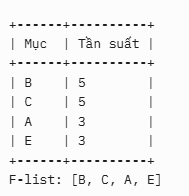 +------+----------+
| Mục  | Tần suất |
+------+----------+
| B    | 5        |
| C    | 5        |
| A    | 3        |
| E    | 3        |
+------+----------+
F-list: [B, C, A, E]